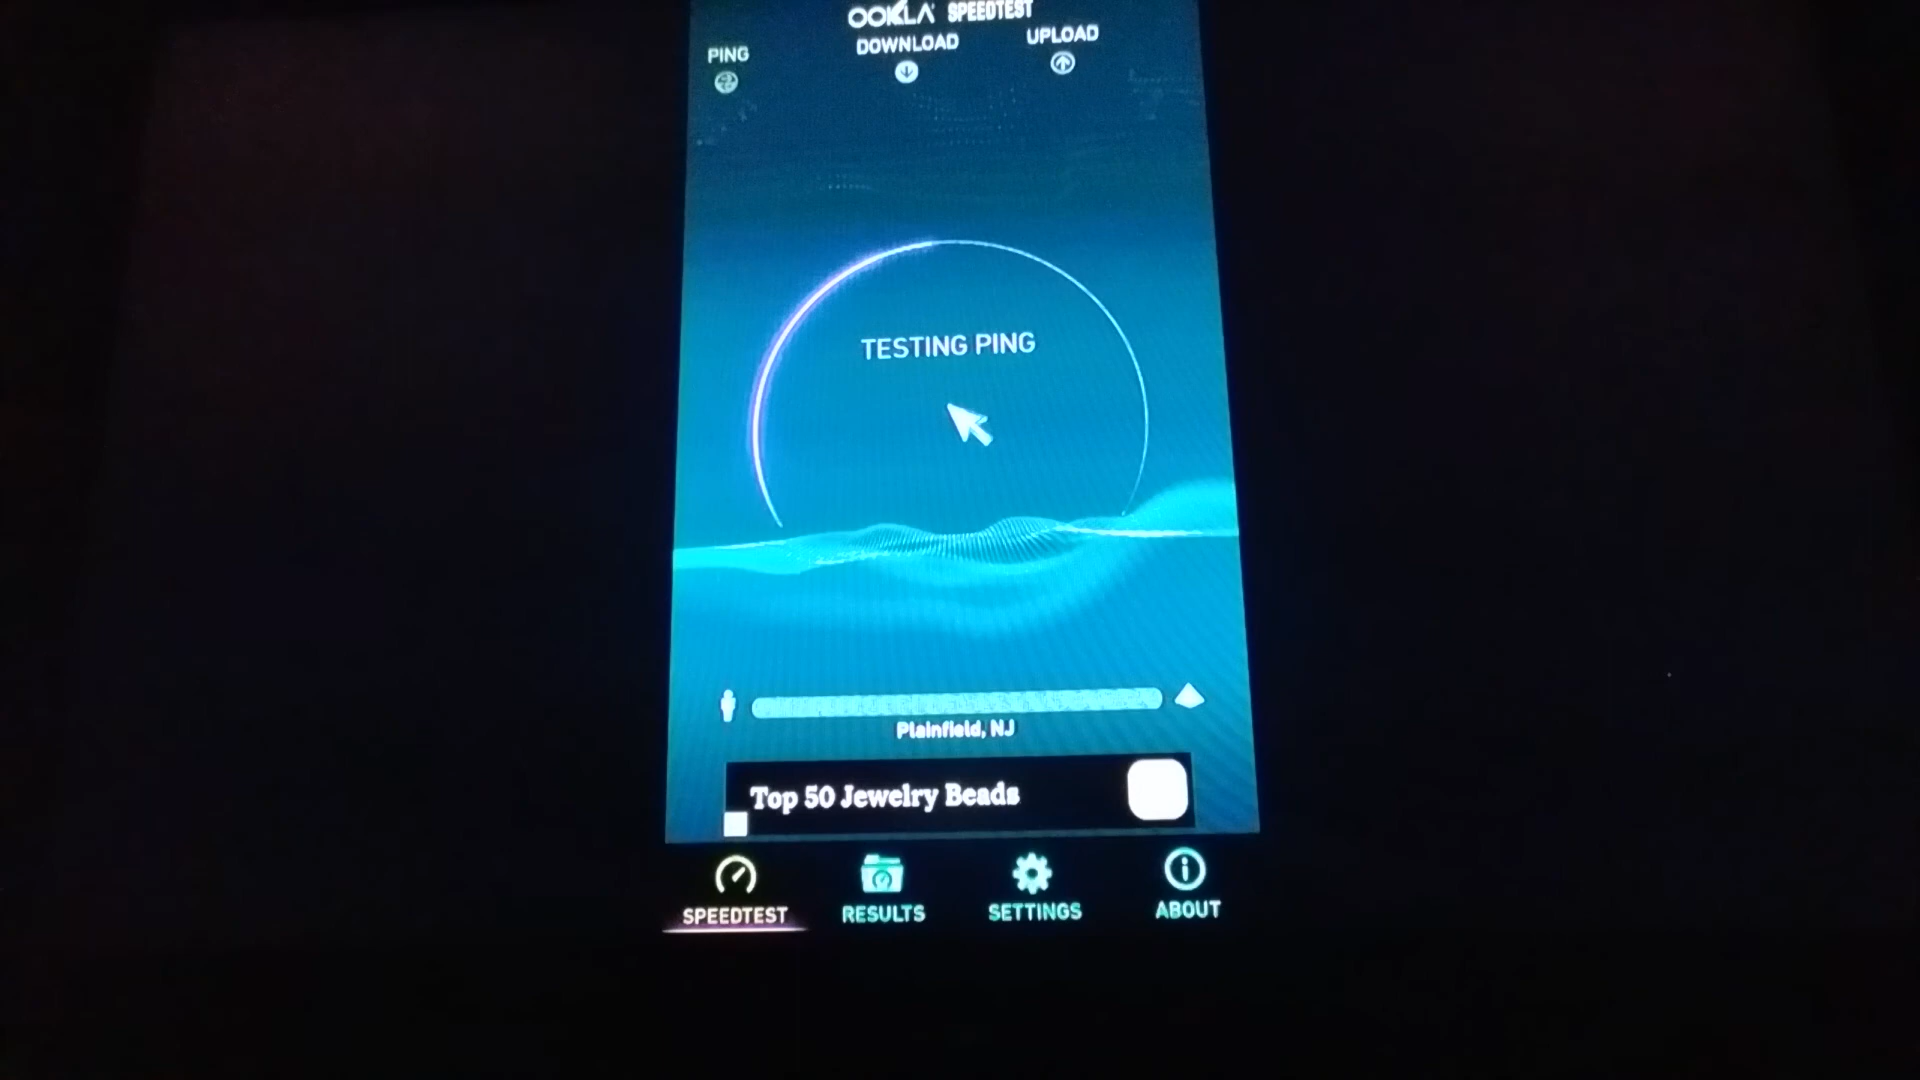 OOKLA SPEEDTEST
PING
DOWNLOAD
UPLOAD
TESTING PING
Plainfield, NJ
Top 50 Jewelry Beads
SPEEDTEST
RESULTS
SETTINGS
ABOUT